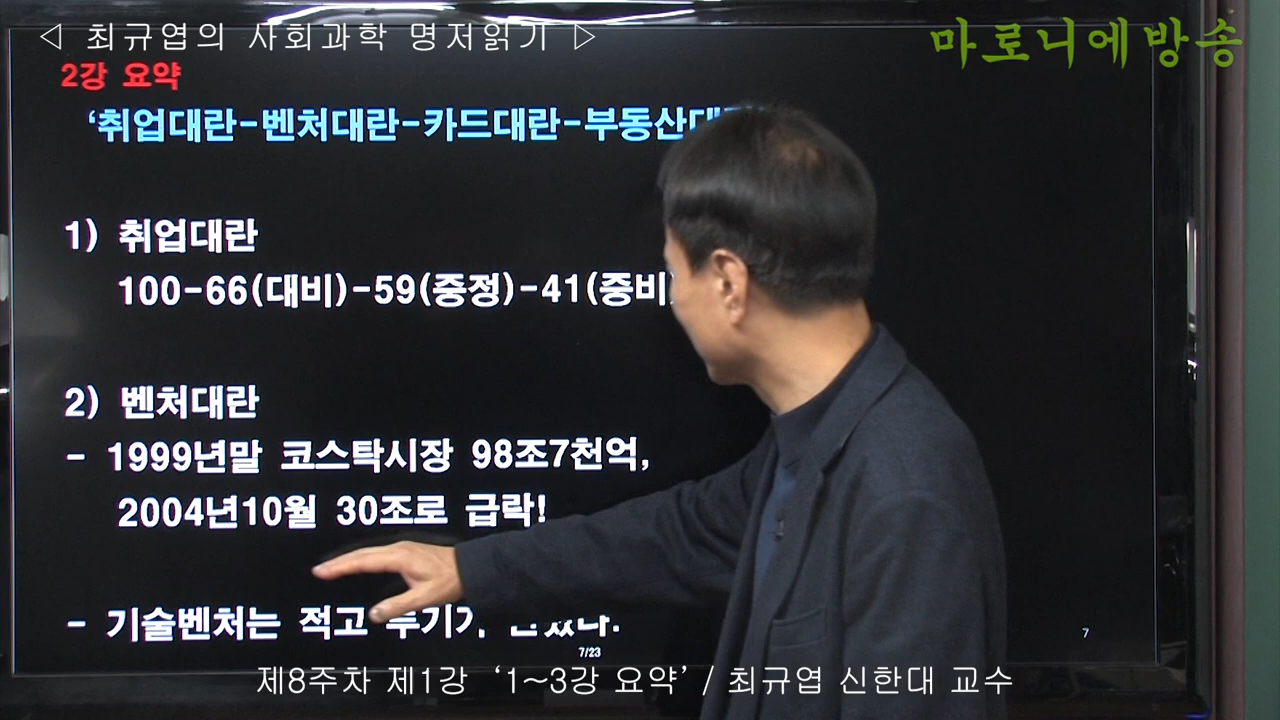 ◁ 최규엽의 사회과학 명저읽기 ▷
마로니에방송
2강 요약
‘취업대란-벤처대란-카드대란-부동산대
1) 취업대란
100-66(대비)-59(중정)-41(중비)
2) 벤처대란
- 1999년말 코스닥시장 98조7천억,
2004년10월 30조로 급락!
- 기술벤처는 적고
7/23
7
제8주차 제1강 ‘1~3강 요약’ / 최규엽 신한대 교수